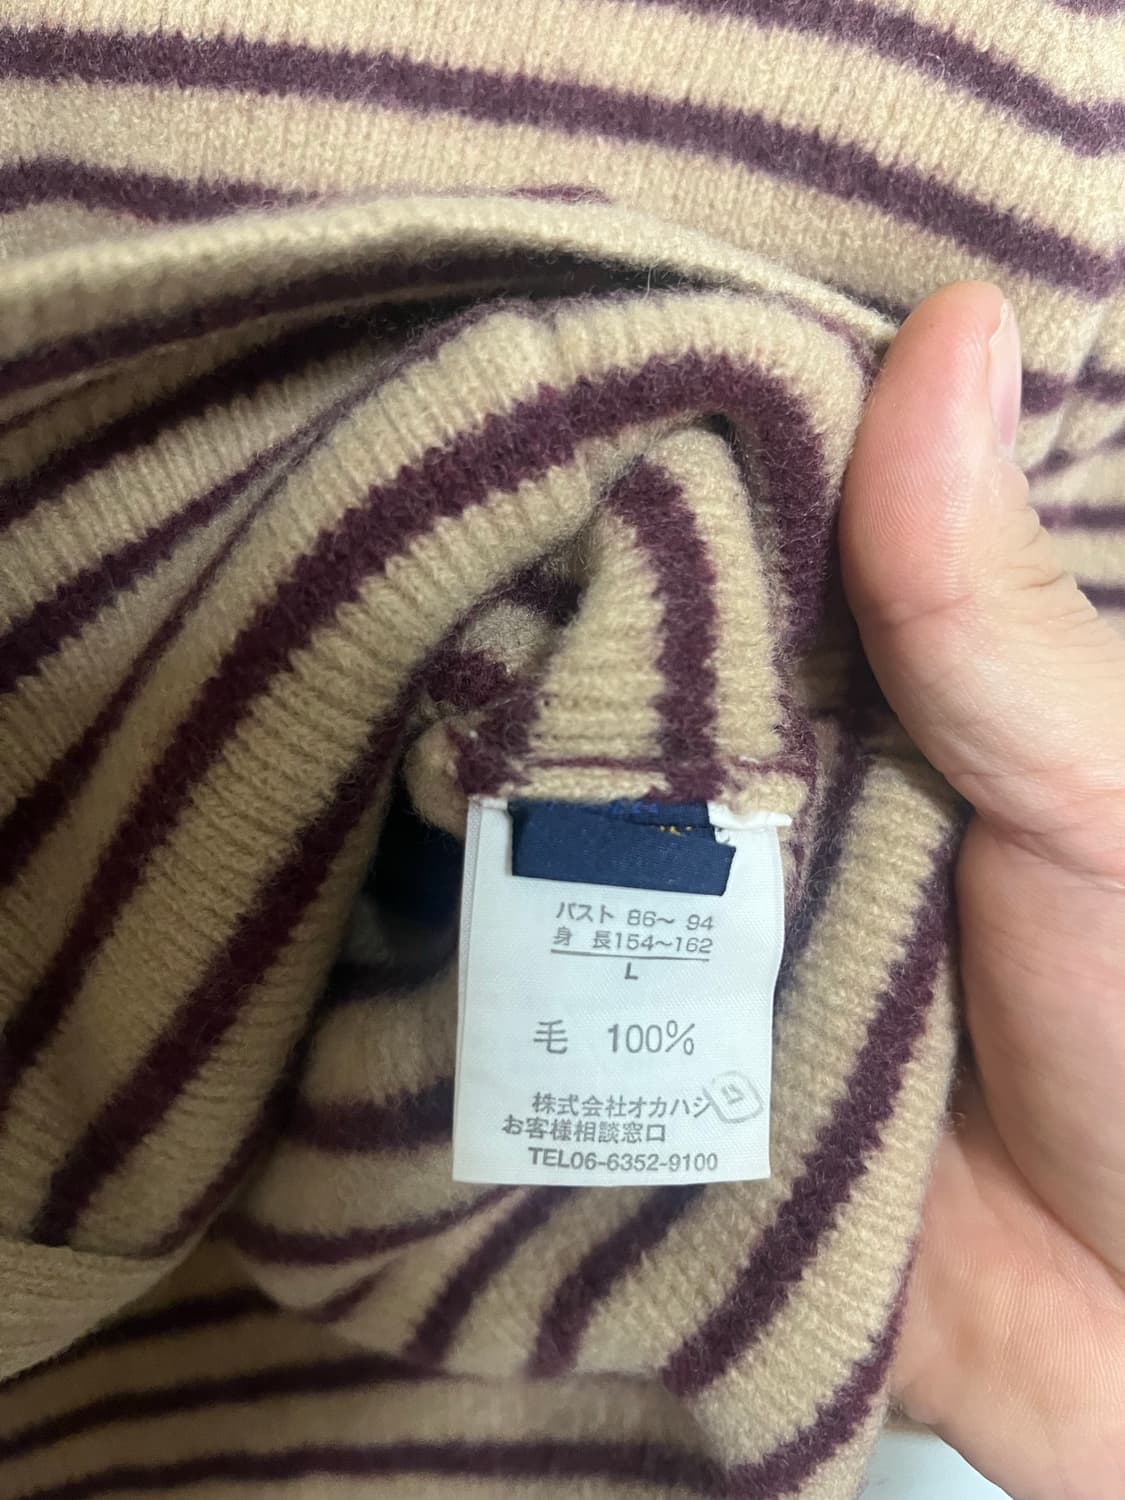 バスト 86〜 94
身 長154〜162
L
毛 100%
株式会社オカハシ
お客様相談窓口
TEL06-6352-9100